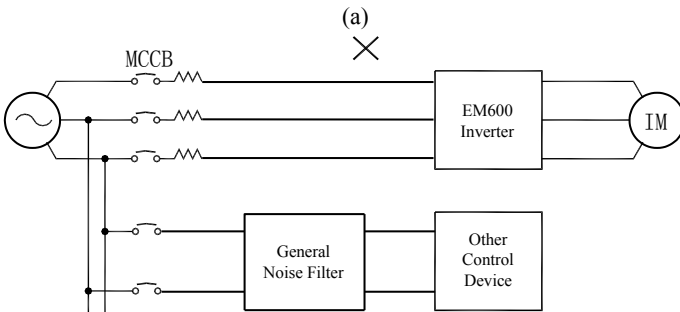 (a)
MCCB
EM600
Inverter
IM
General
Noise Filter
Other
Control
Device